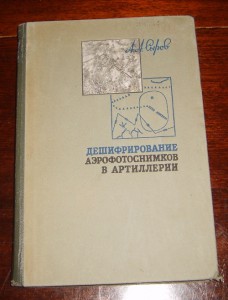 ДЕШИФРИРОВАНИЕ
АЭРОФОТОСНИМКОВ
В АРТИЛЛЕРИИ